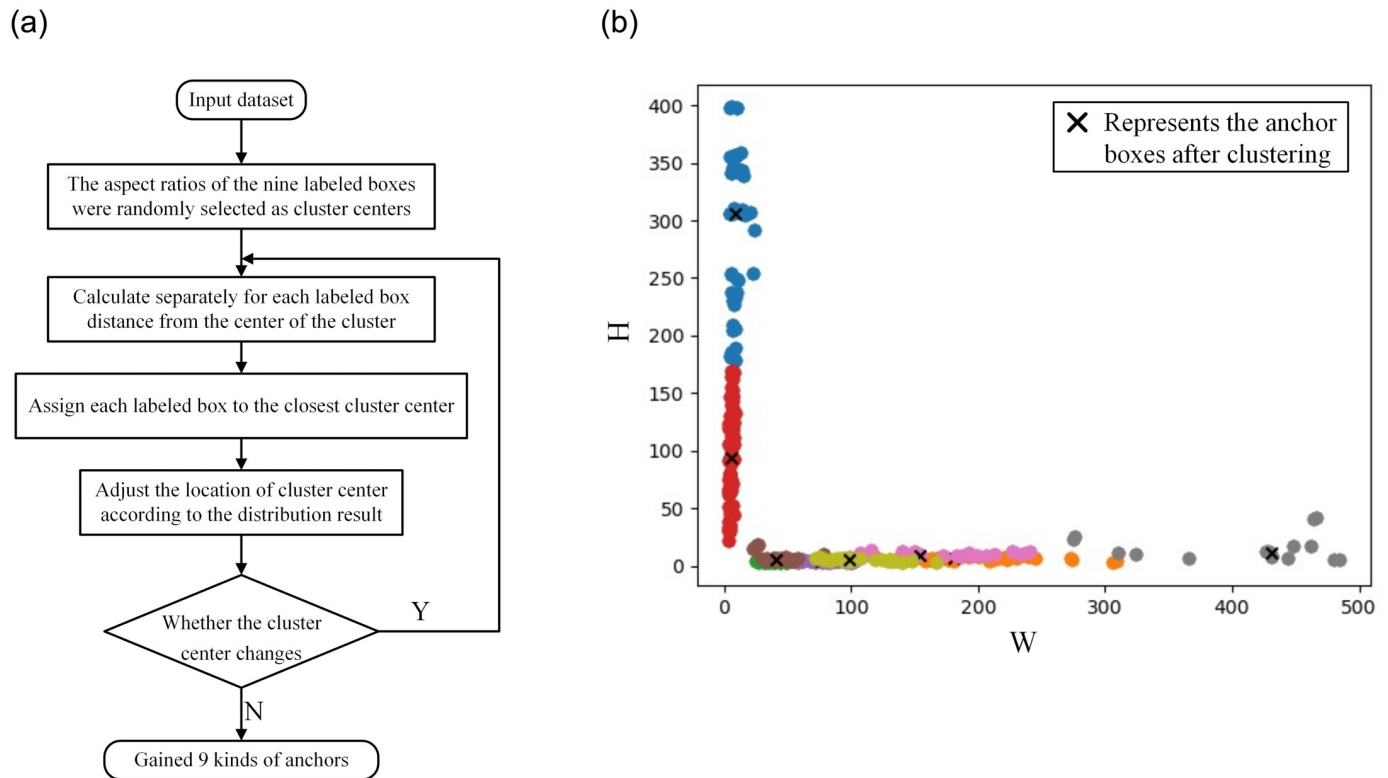 (a)
Input dataset
The aspect ratios of the nine labeled boxes
were randomly selected as cluster centers
Calculate separately for each labeled box
distance from the center of the cluster
Assign each labeled box to the closest cluster center
Adjust the location of cluster center
according to the distribution result
Whether the cluster
center changes
Y
N
Gained 9 kinds of anchors
(b)
Represents the anchor
boxes after clustering
400
350
300
250
200
150
100
50
0
H
0 100 200 300 400 500
W